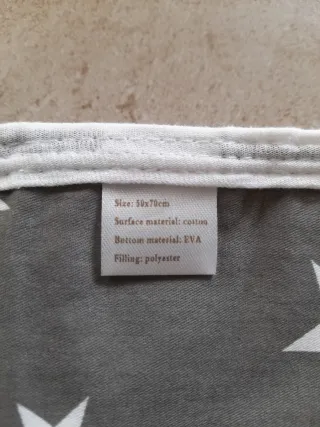 Size: 50x70cm
Surface material: cotton
Bottom material: EVA
Filling: polyester